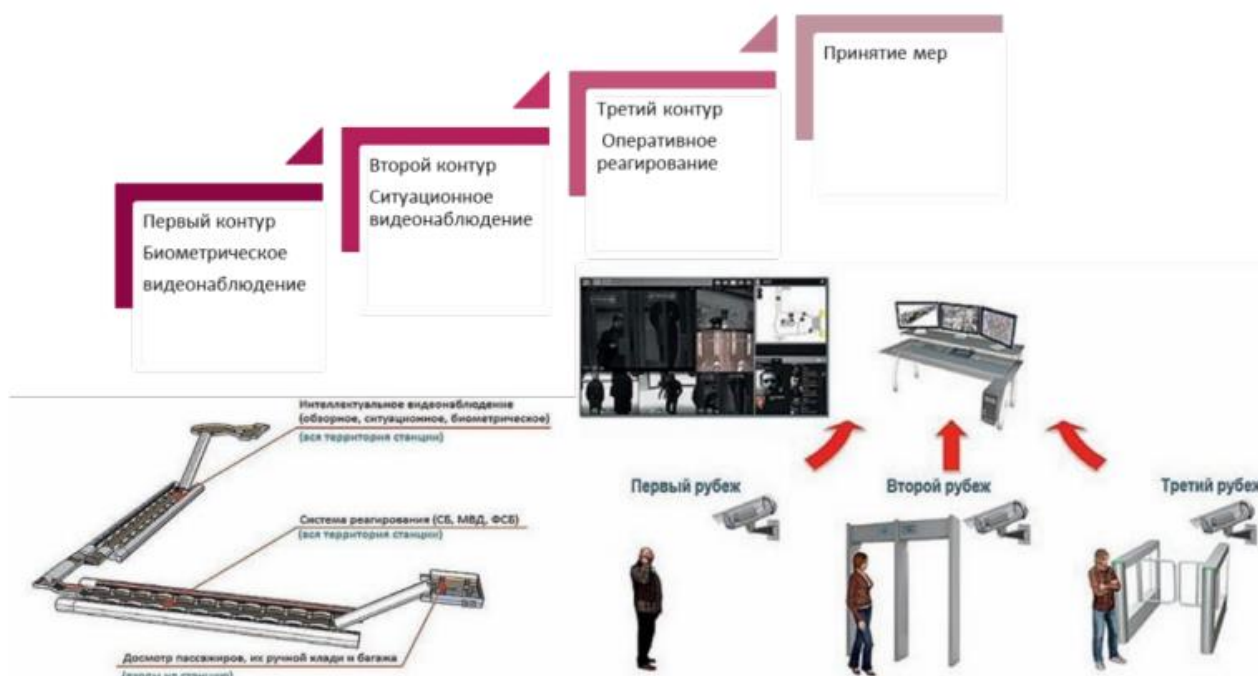 Первый контур
Биометрическое
видеонаблюдение
Второй контур
Ситуационное
видеонаблюдение
Третий контур
Оперативное
реагирование
Принятие мер
Интеллектуальное видеонаблюдение
(обзорное, ситуационное, биометрическое)
(вся территория станции)
Система реагирования (СБ, МВД, ФСБ)
(вся территория станции)
Досмотр пассажиров, их ручной клади и багажа
Первый рубеж
Второй рубеж
Третий рубеж